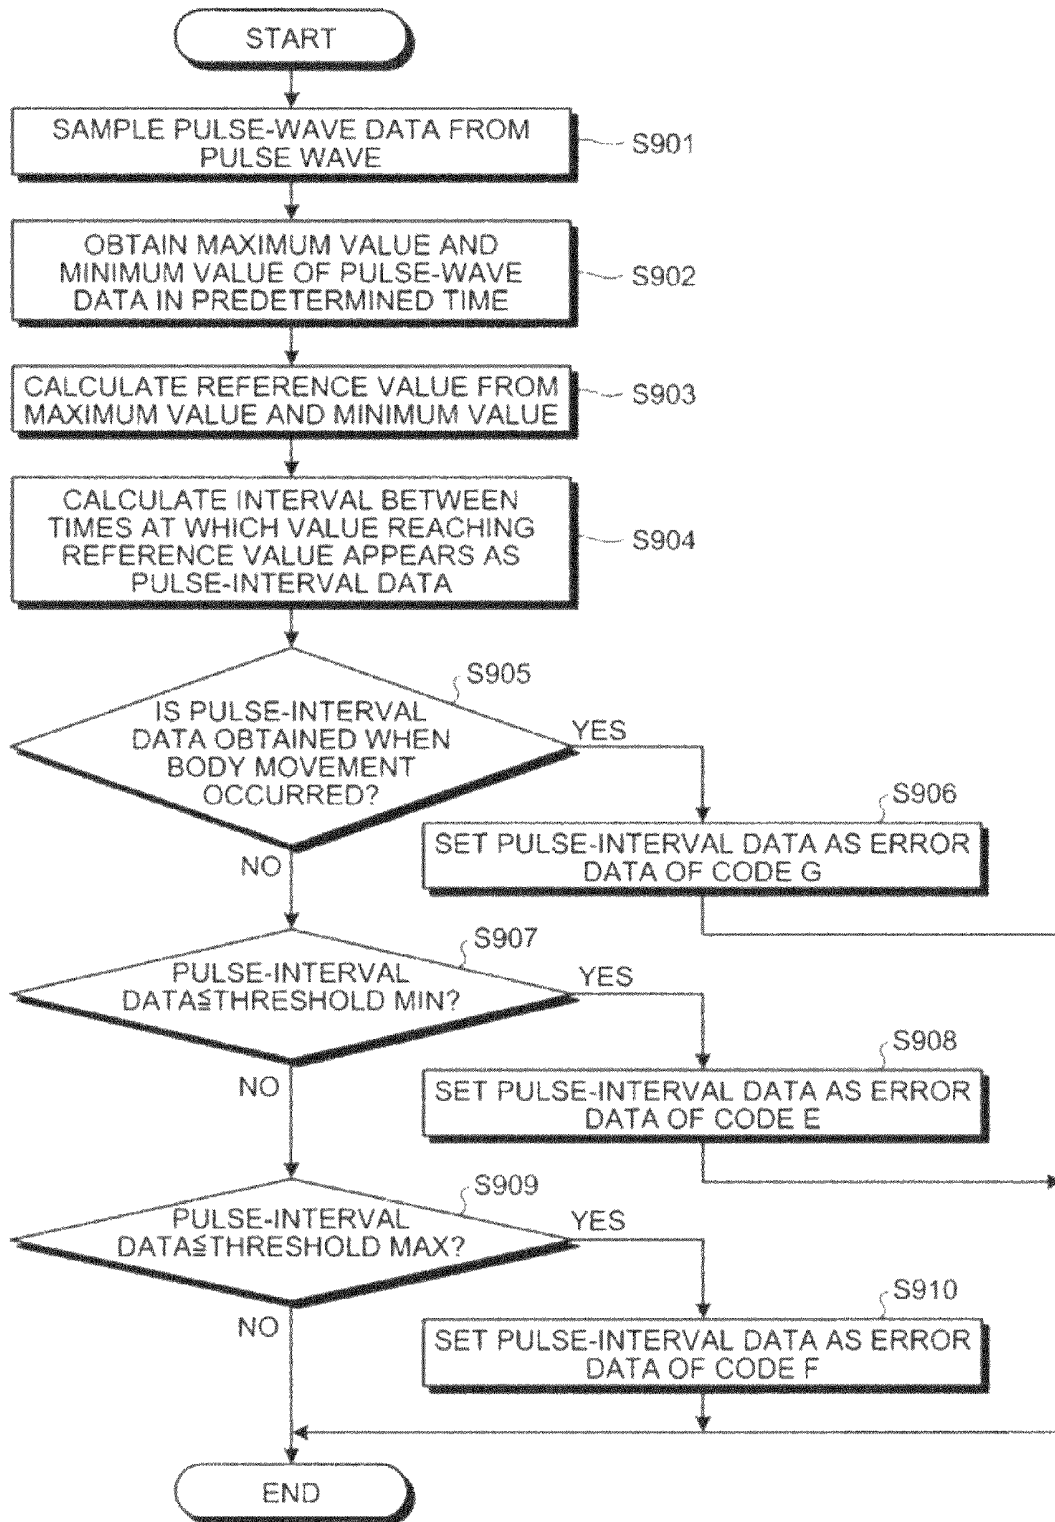 START
SAMPLE PULSE-WAVE DATA FROM
PULSE WAVE
S901
OBTAIN MAXIMUM VALUE AND
MINIMUM VALUE OF PULSE-WAVE
DATA IN PREDETERMINED TIME
S902
CALCULATE REFERENCE VALUE FROM
MAXIMUM VALUE AND MINIMUM VALUE
S903
CALCULATE INTERVAL BETWEEN
TIMES AT WHICH VALUE REACHING
REFERENCE VALUE APPEARS AS
PULSE-INTERVAL DATA
S904
S905
IS PULSE-INTERVAL
DATA OBTAINED WHEN
BODY MOVEMENT
OCCURRED?
YES
NO
S906
SET PULSE-INTERVAL DATA AS ERROR
DATA OF CODE G
S907
PULSE-INTERVAL
DATA≦THRESHOLD MIN?
YES
NO
S908
SET PULSE-INTERVAL DATA AS ERROR
DATA OF CODE E
S909
PULSE-INTERVAL
DATA≦THRESHOLD MAX?
YES
NO
S910
SET PULSE-INTERVAL DATA AS ERROR
DATA OF CODE F
END